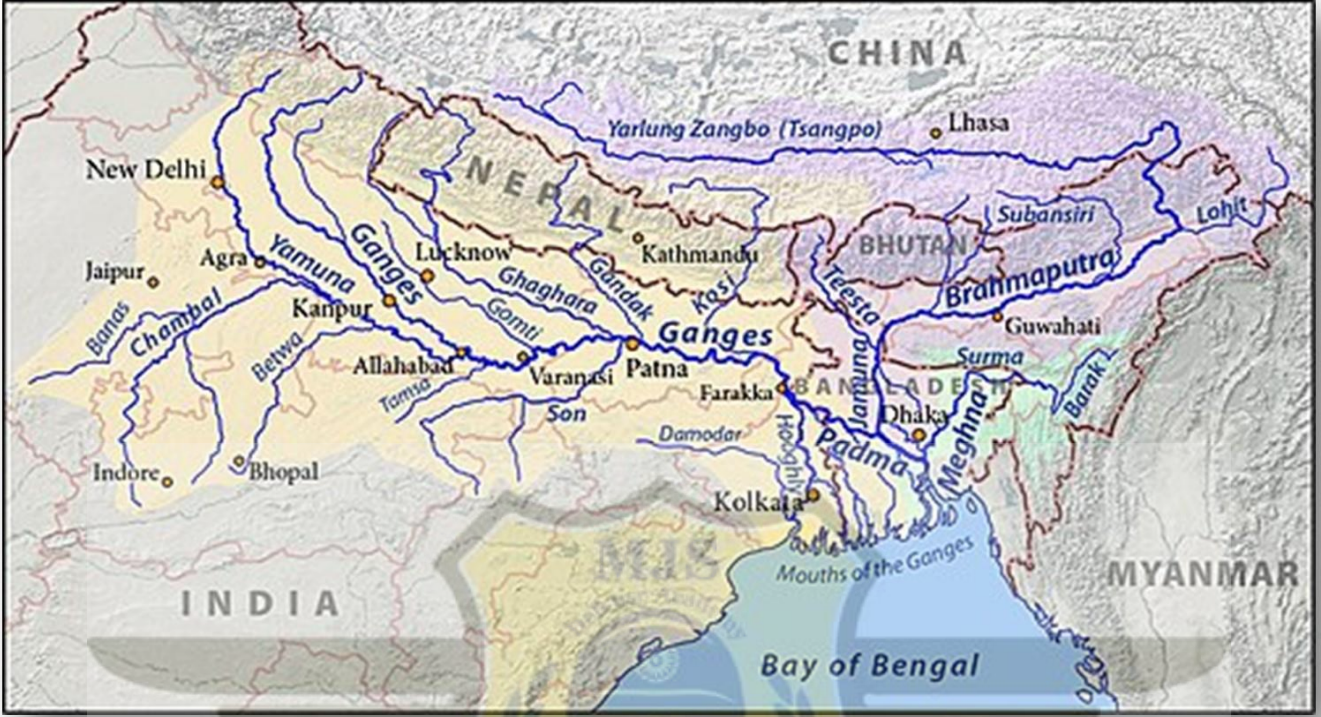 CHINA
Yarlung Zangbo (Tsangpo)
Lhasa
New Delhi
NEPAL
Subansiri
Lohit
BHUTAN
Kathmandu
Lucknow
Ganges
Yamuna
Agra
Jaipur
Ghaghara
Gandak
Kosi
Teesta
Brahmaputra
Banas
Chambal
Kanpur
Gomti
Ganges
Guwahati
Betwa
Surma
Allahabad
Varanasi
Patna
Farakka
BANGLADESH
Jamuna
Barak
Tamsa
Son
Dhaka
Meghna
Damodar
Hooghly
Padma
Indore
Bhopal
Kolkata
MJS
Mouths of the Ganges
MYANMAR
INDIA
Bay of Bengal